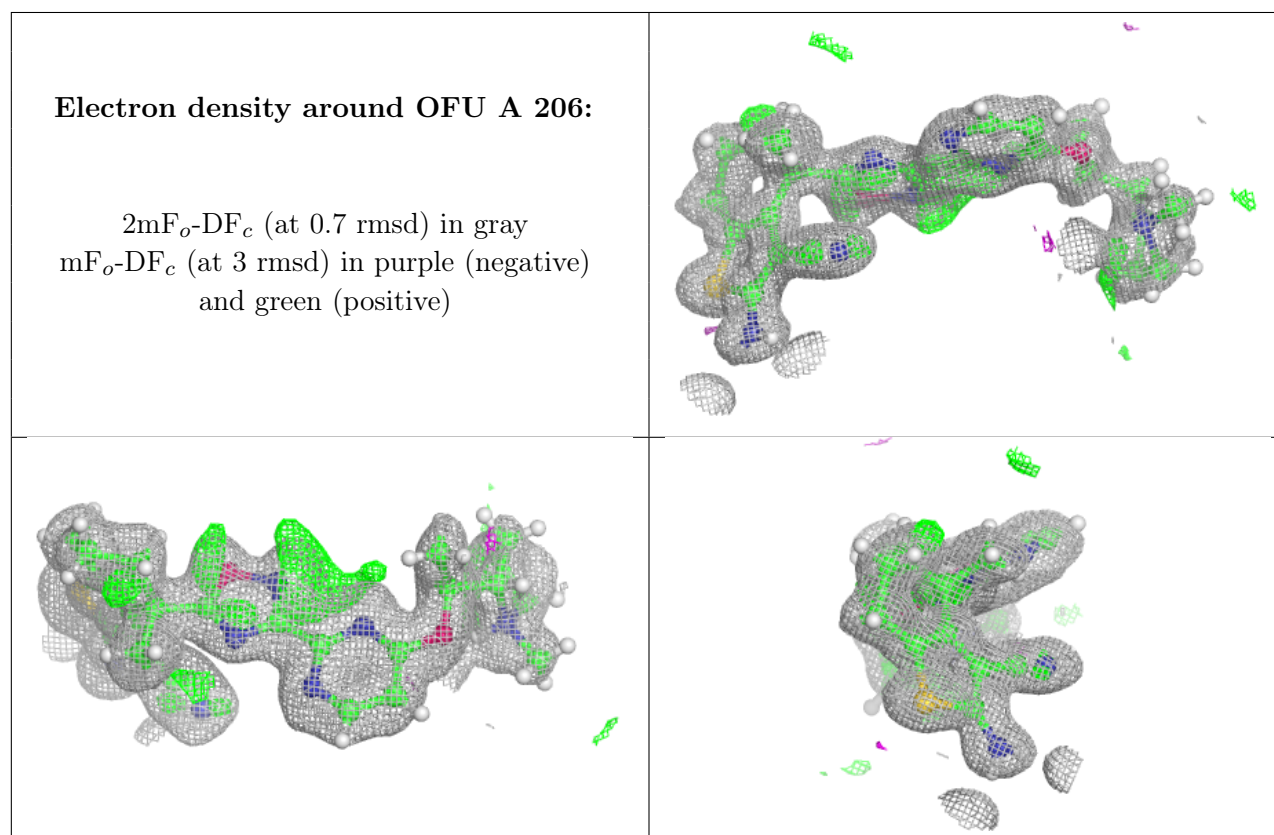 Electron density around OFU A 206:
2mFo-DFc (at 0.7 rmsd) in gray
mFo-DFc (at 3 rmsd) in purple (negative)
and green (positive)